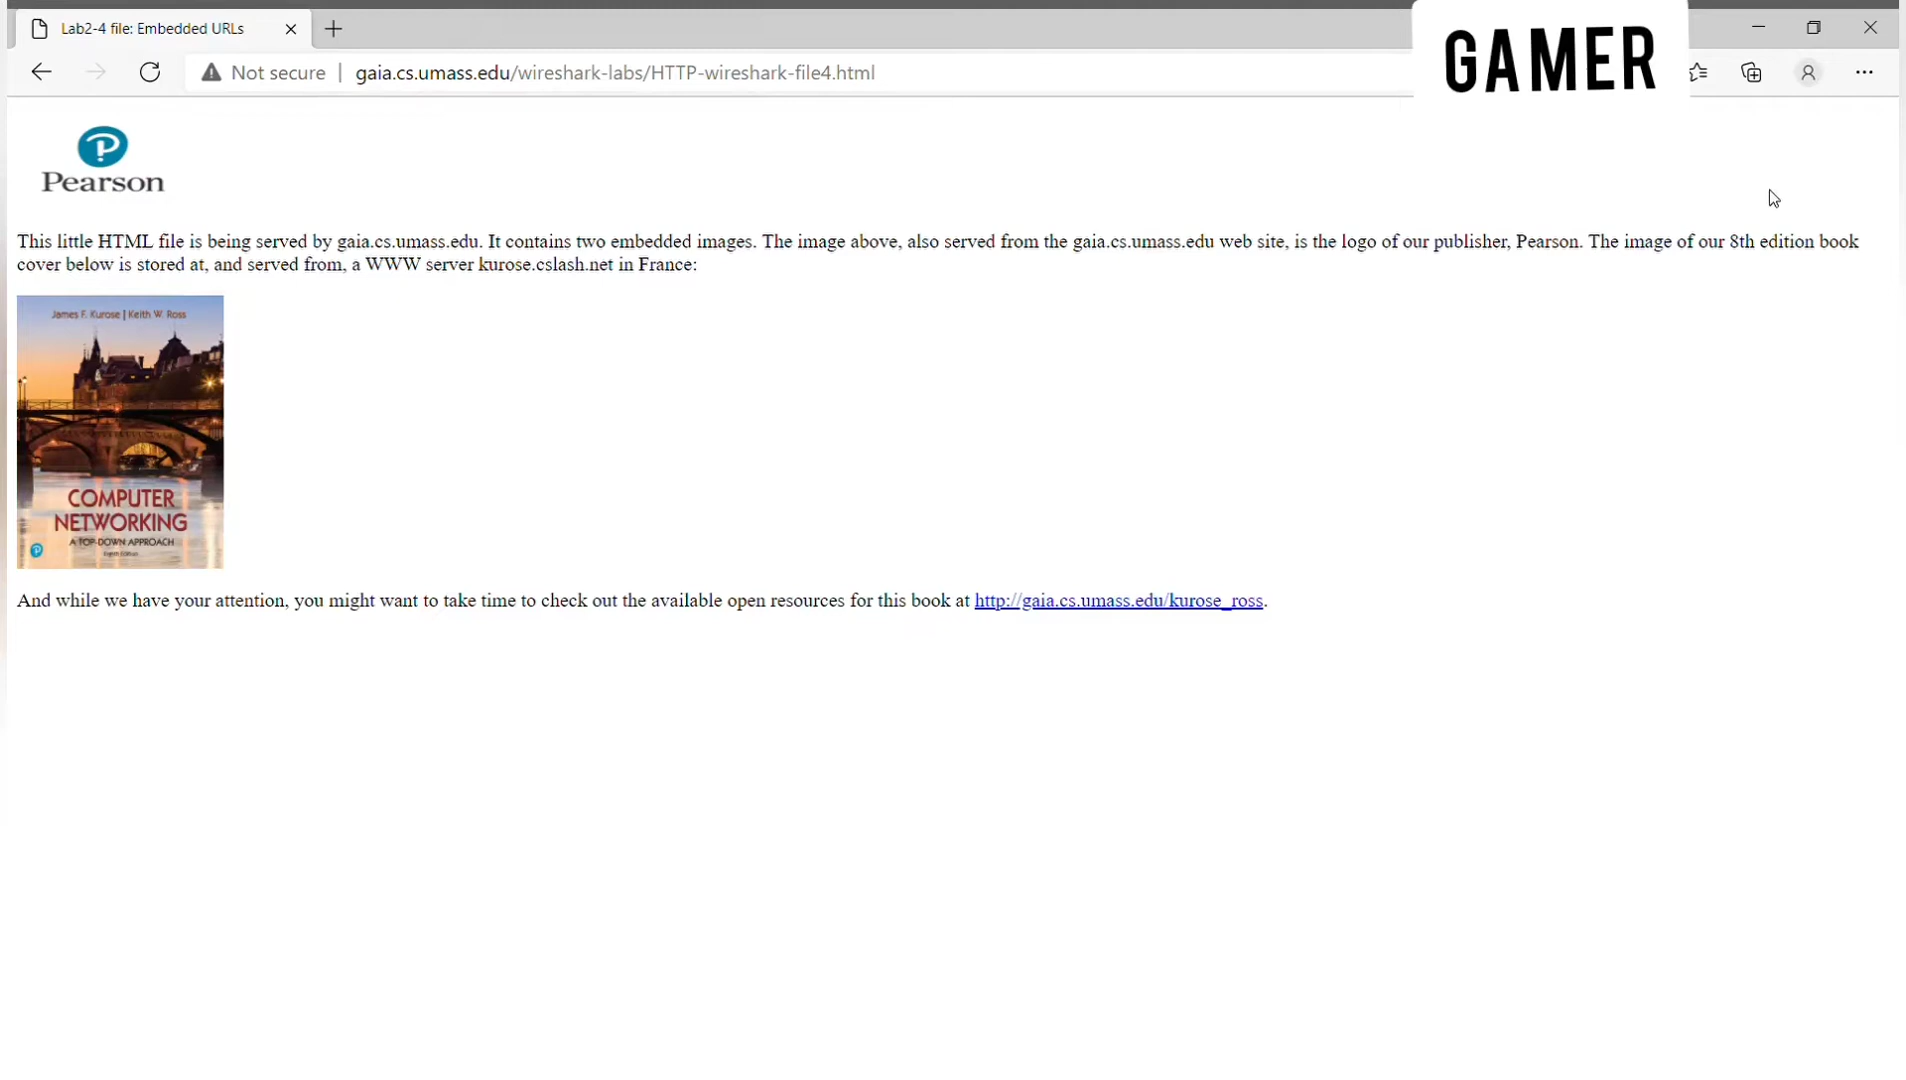 Lab2-4 file: Embedded URLs
GAMER
Not secure | gaia.cs.umass.edu/wireshark-labs/HTTP-wireshark-file4.html
Pearson
This little HTML file is being served by gaia.cs.umass.edu. It contains two embedded images. The image above, also served from the gaia.cs.umass.edu web site, is the logo of our publisher, Pearson. The image of our 8th edition book
cover below is stored at, and served from, a WWW server kurose.cslash.net in France:
James F. Kurose | Keith W. Ross
COMPUTER
NETWORKING
A TOP-DOWN APPROACH
Eighth Edition
And while we have your attention, you might want to take time to check out the available open resources for this book at http://gaia.cs.umass.edu/kurose_ross.